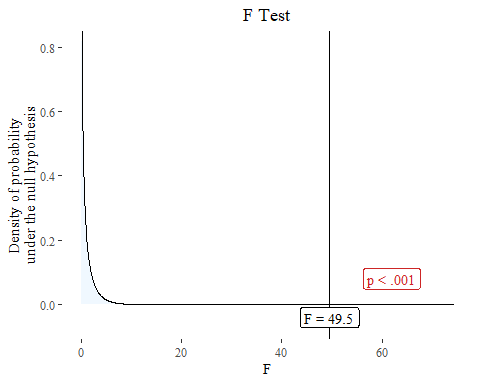 F Test
Density of probability
under the null hypothesis
0.8
0.6
0.4
0.2
0.0
p < .001
F = 49.5
0 20 40 60
F